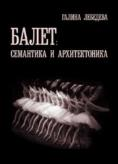 ГАЛИНА ЛЕБЕДЕВА
БАЛЕТ:
СЕМАНТИКА И АРХИТЕКТОНИКА